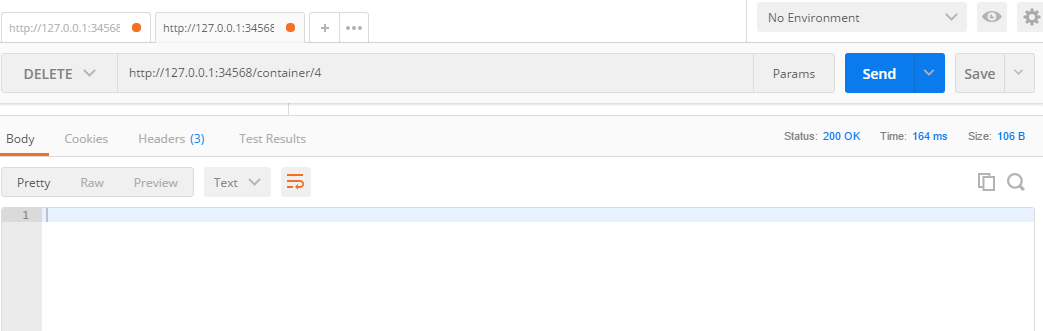 http://127.0.0.1:34568 http://127.0.0.1:34568 + No Environment
DELETE http://127.0.0.1:34568/container/4 Params Send Save
Body Cookies Headers (3) Test Results Status: 200 OK Time: 164 ms Size: 106 B
Pretty Raw Preview Text
1